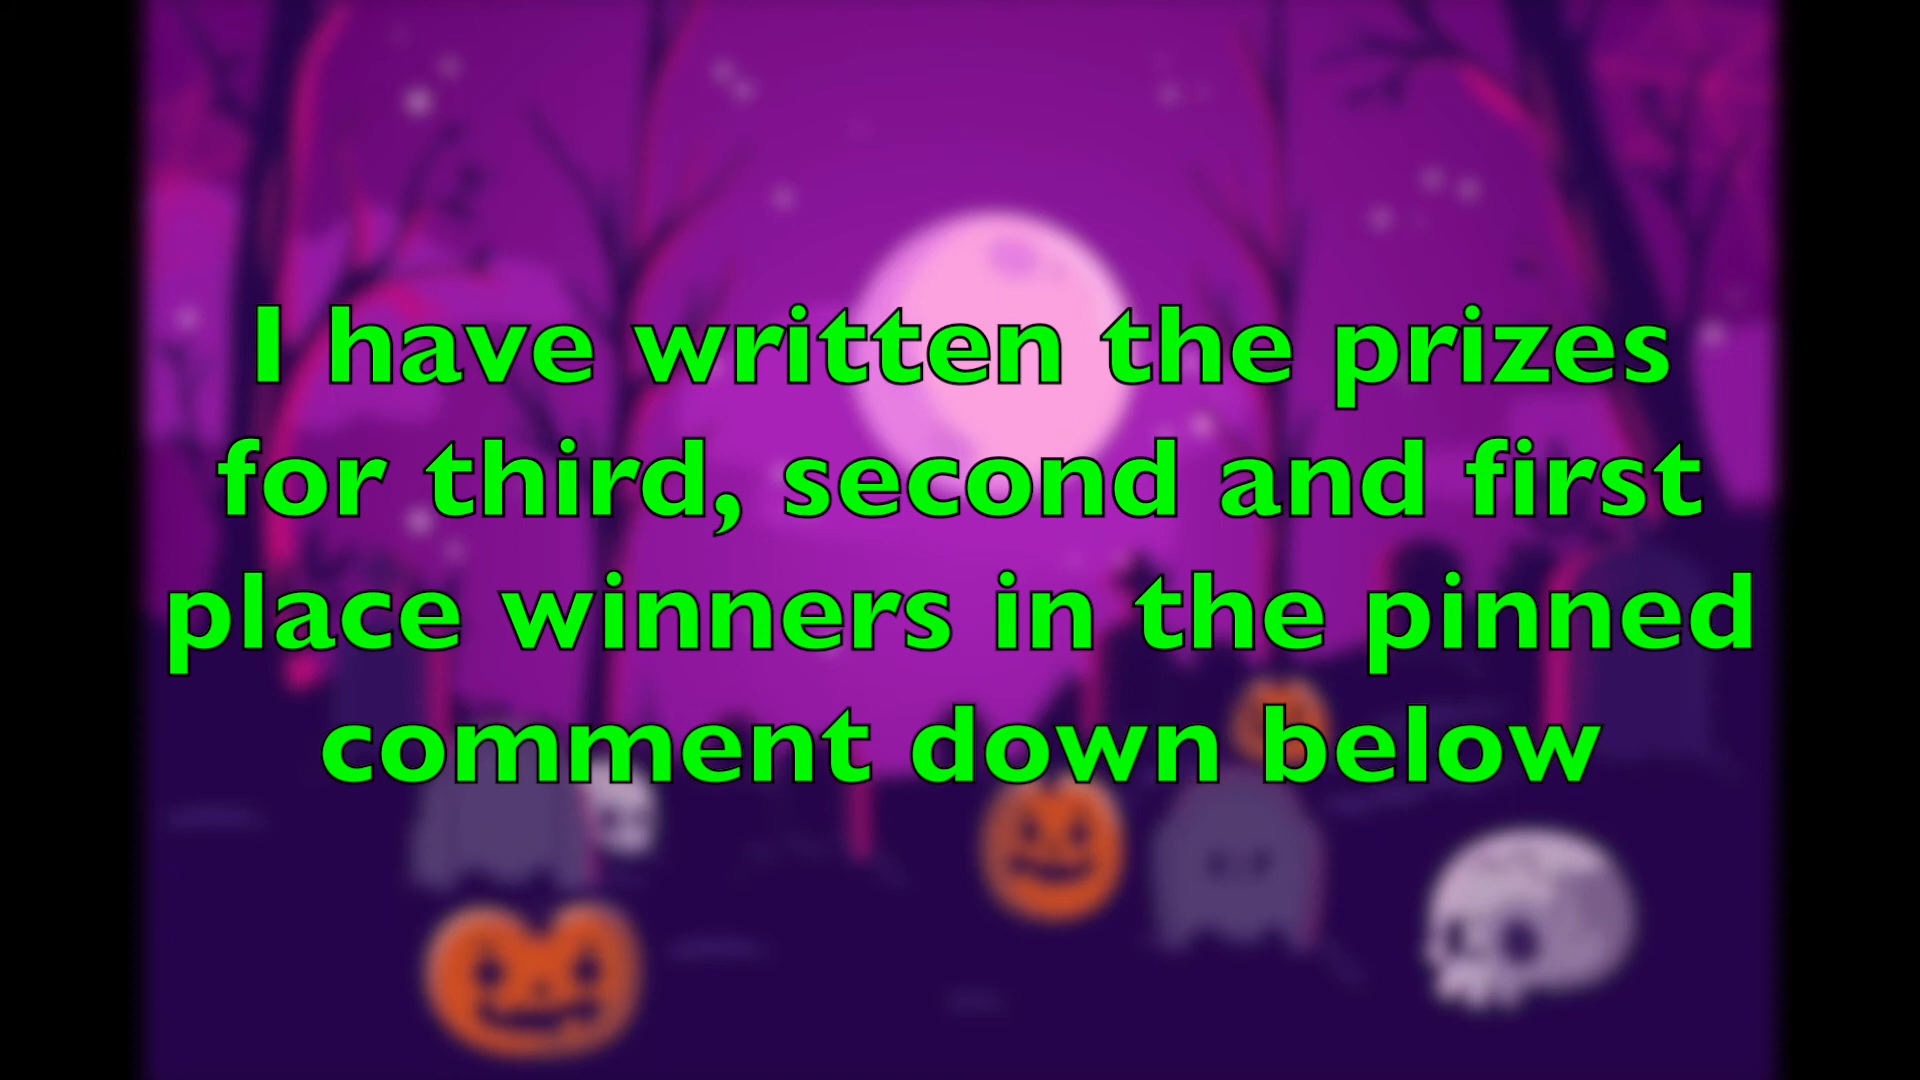 I have written the prizes
for third, second and first
place winners in the pinned
comment down below